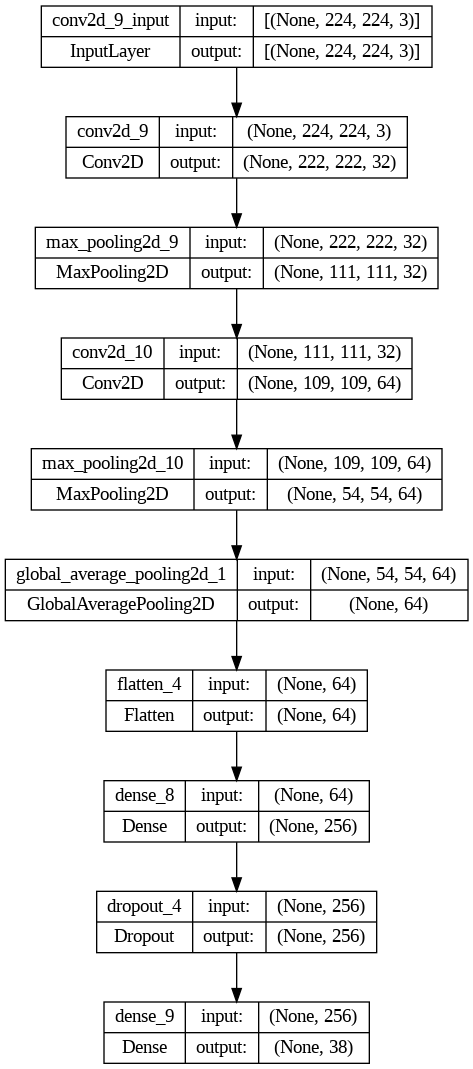 conv2d_9_input input: [(None, 224, 224, 3)]
InputLayer output: [(None, 224, 224, 3)]
conv2d_9 input: (None, 224, 224, 3)
Conv2D output: (None, 222, 222, 32)
max_pooling2d_9 input: (None, 222, 222, 32)
MaxPooling2D output: (None, 111, 111, 32)
conv2d_10 input: (None, 111, 111, 32)
Conv2D output: (None, 109, 109, 64)
max_pooling2d_10 input: (None, 109, 109, 64)
MaxPooling2D output: (None, 54, 54, 64)
global_average_pooling2d_1 input: (None, 54, 54, 64)
GlobalAveragePooling2D output: (None, 64)
flatten_4 input: (None, 64)
Flatten output: (None, 64)
dense_8 input: (None, 64)
Dense output: (None, 256)
dropout_4 input: (None, 256)
Dropout output: (None, 256)
dense_9 input: (None, 256)
Dense output: (None, 38)